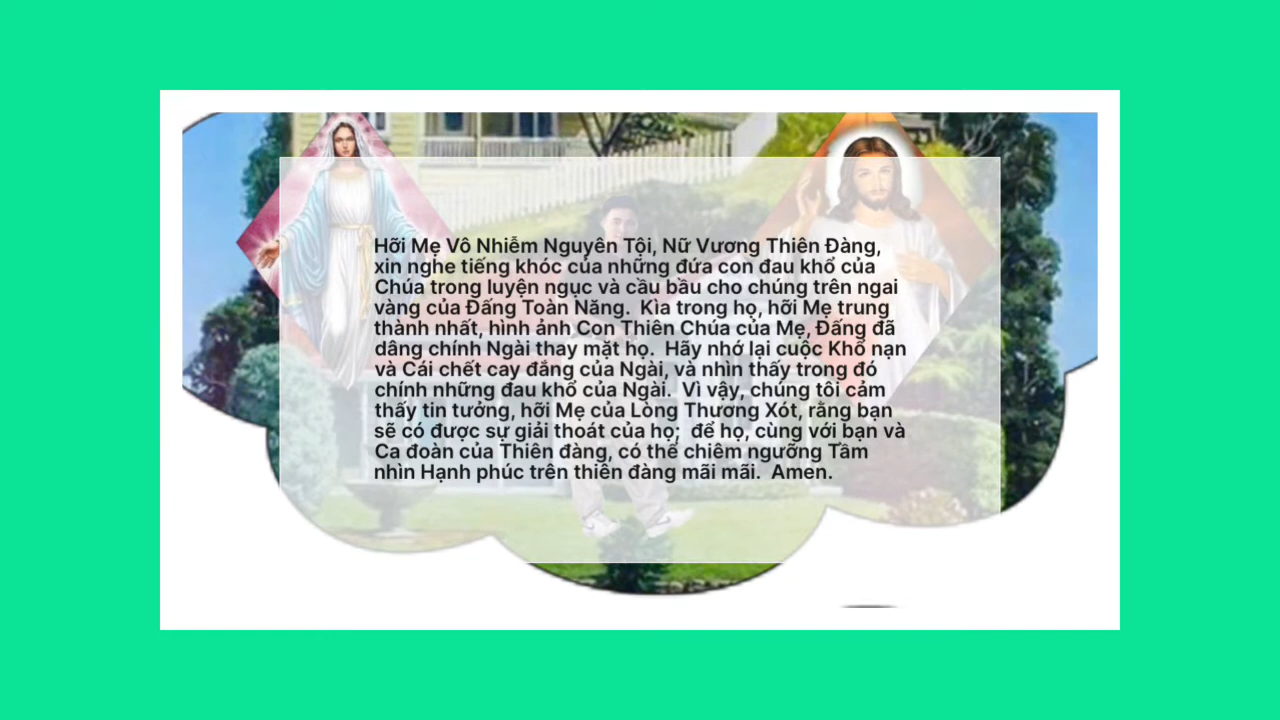 Hỡi Mẹ Vô Nhiễm Nguyên Tội, Nữ Vương Thiên Đàng,
xin nghe tiếng khóc của những đứa con đau khổ của
Chúa trong luyện ngục và cầu bầu cho chúng trên ngai
vàng của Đấng Toàn Năng.  Kìa trong họ, hỡi Mẹ trung
thành nhất, hình ảnh Con Thiên Chúa của Mẹ, Đấng đã
dâng chính Ngài thay mặt họ.  Hãy nhớ lại cuộc Khổ nạn
và Cái chết cay đắng của Ngài, và nhìn thấy trong đó
chính những đau khổ của Ngài.  Vì vậy, chúng tôi cảm
thấy tin tưởng, hỡi Mẹ của Lòng Thương Xót, rằng bạn
sẽ có được sự giải thoát của họ;  để họ, cùng với bạn và
Ca đoàn của Thiên đàng, có thể chiêm ngưỡng Tầm
nhìn Hạnh phúc trên thiên đàng mãi mãi.  Amen.